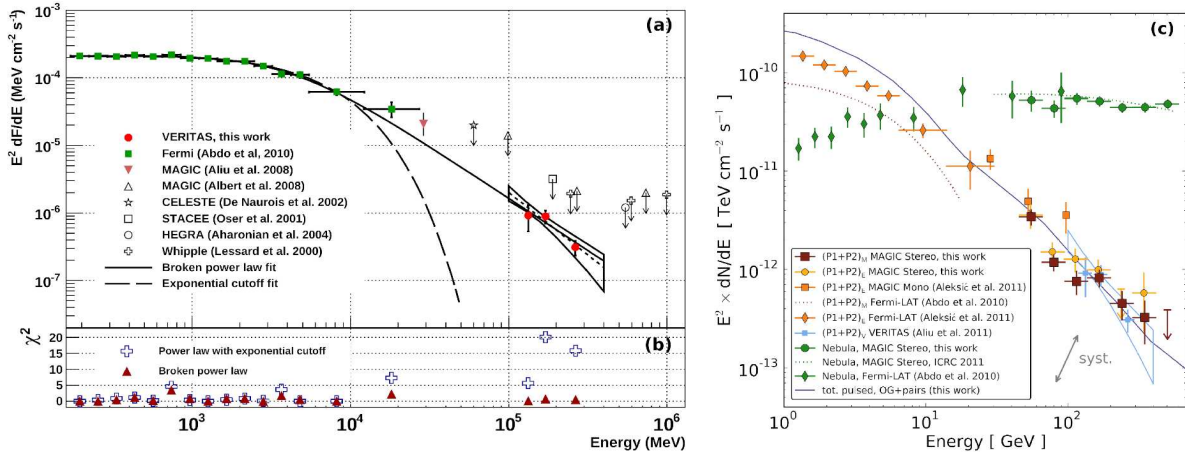 (a)
E² dF/dE (MeV cm⁻² s⁻¹)
10⁻³
10⁻⁴
10⁻⁵
10⁻⁶
10⁻⁷
VERITAS, this work
Fermi (Abdo et al, 2010)
MAGIC (Aliu et al. 2008)
MAGIC (Albert et al. 2008)
CELESTE (De Naurois et al. 2002)
STACEE (Oser et al. 2001)
HEGRA (Aharonian et al. 2004)
Whipple (Lessard et al. 2000)
Broken power law fit
Exponential cutoff fit
(b)
χ²
20
15
10
5
0
Power law with exponential cutoff
Broken power law
10³
10⁴
10⁵
10⁶
Energy (MeV)
(c)
E² × dN/dE [ TeV cm⁻² s⁻¹ ]
10⁻¹⁰
10⁻¹¹
10⁻¹²
10⁻¹³
(P1+P2)M MAGIC Stereo, this work
(P1+P2)E MAGIC Stereo, this work
(P1+P2)E MAGIC Mono (Aleksić et al. 2011)
(P1+P2)M Fermi-LAT (Abdo et al. 2010)
(P1+P2)E Fermi-LAT (Aleksić et al. 2011)
(P1+P2)V VERITAS (Aliu et al. 2011)
Nebula, MAGIC Stereo, this work
Nebula, MAGIC Stereo, ICRC 2011
Nebula, Fermi-LAT (Abdo et al. 2010)
tot. pulsed, OG+pairs (this work)
syst.
10⁰
10¹
10²
Energy [ GeV ]